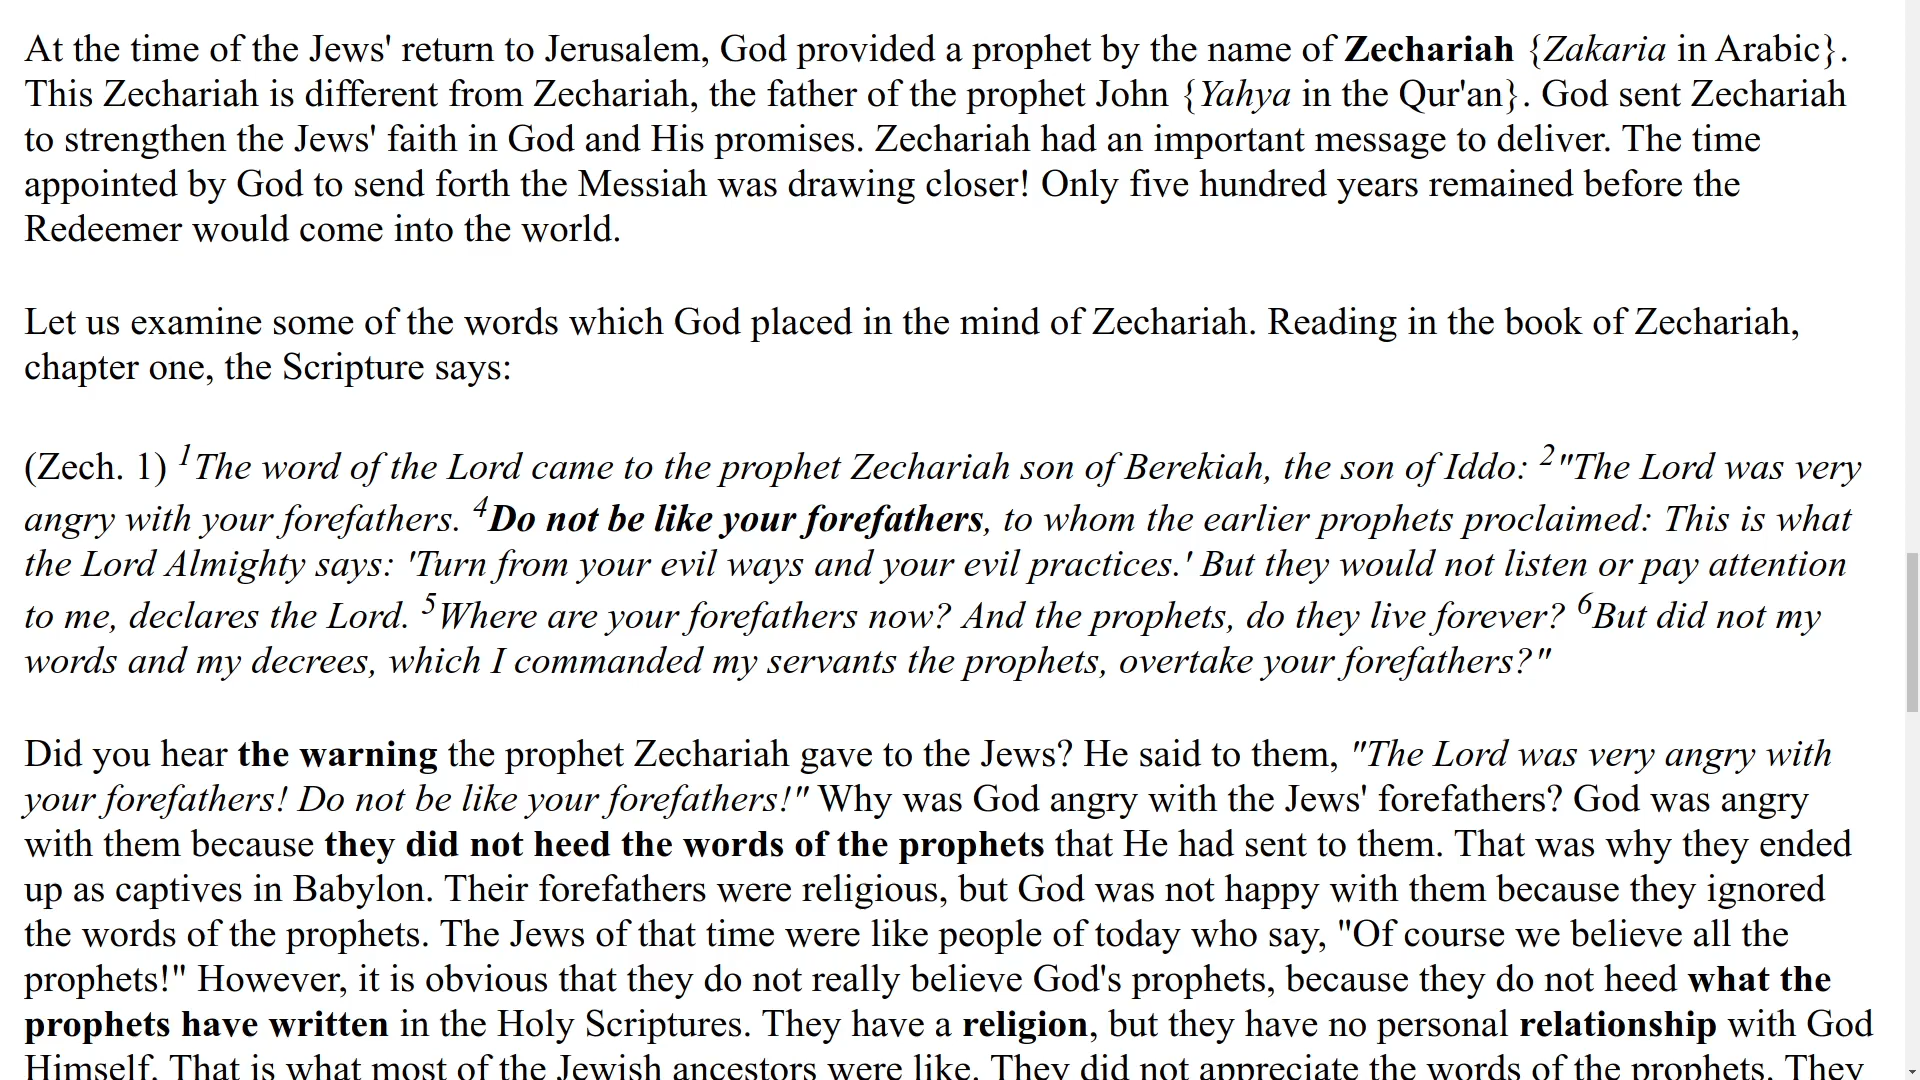 At the time of the Jews' return to Jerusalem, God provided a prophet by the name of Zechariah {Zakaria in Arabic}.
This Zechariah is different from Zechariah, the father of the prophet John {Yahya in the Qur'an}. God sent Zechariah
to strengthen the Jews' faith in God and His promises. Zechariah had an important message to deliver. The time
appointed by God to send forth the Messiah was drawing closer! Only five hundred years remained before the
Redeemer would come into the world.
Let us examine some of the words which God placed in the mind of Zechariah. Reading in the book of Zechariah,
chapter one, the Scripture says:
(Zech. 1) 1The word of the Lord came to the prophet Zechariah son of Berekiah, the son of Iddo: 2"The Lord was very
angry with your forefathers. 4Do not be like your forefathers, to whom the earlier prophets proclaimed: This is what
the Lord Almighty says: 'Turn from your evil ways and your evil practices.' But they would not listen or pay attention
to me, declares the Lord. 5Where are your forefathers now? And the prophets, do they live forever? 6But did not my
words and my decrees, which I commanded my servants the prophets, overtake your forefathers?"
Did you hear the warning the prophet Zechariah gave to the Jews? He said to them, "The Lord was very angry with
your forefathers! Do not be like your forefathers!" Why was God angry with the Jews' forefathers? God was angry
with them because they did not heed the words of the prophets that He had sent to them. That was why they ended
up as captives in Babylon. Their forefathers were religious, but God was not happy with them because they ignored
the words of the prophets. The Jews of that time were like people of today who say, "Of course we believe all the
prophets!" However, it is obvious that they do not really believe God's prophets, because they do not heed what the
prophets have written in the Holy Scriptures. They have a religion, but they have no personal relationship with God
Himself. That is what most of the Jewish ancestors were like. They did not appreciate the words of the prophets. They